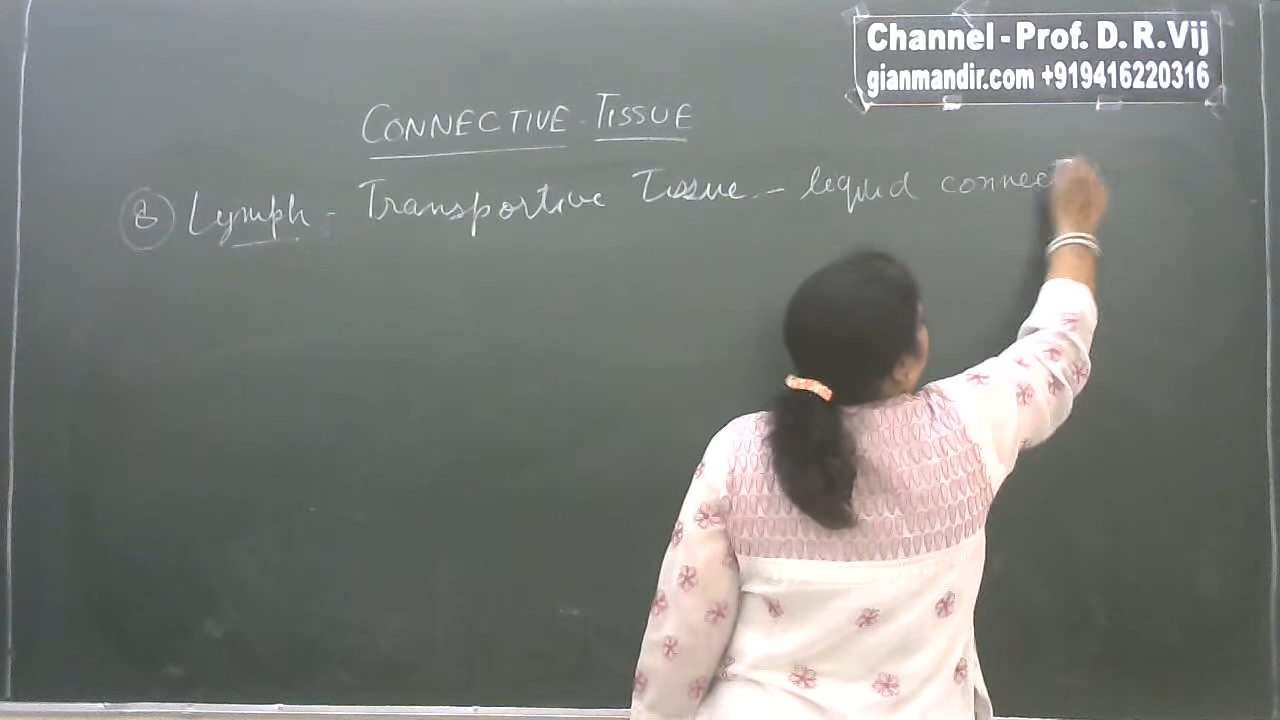 Channel - Prof. D. R. Vij
gianmandir.com +919416220316
CONNECTIVE TISSUE
B Lymph - Transportive Tissue - liquid connec